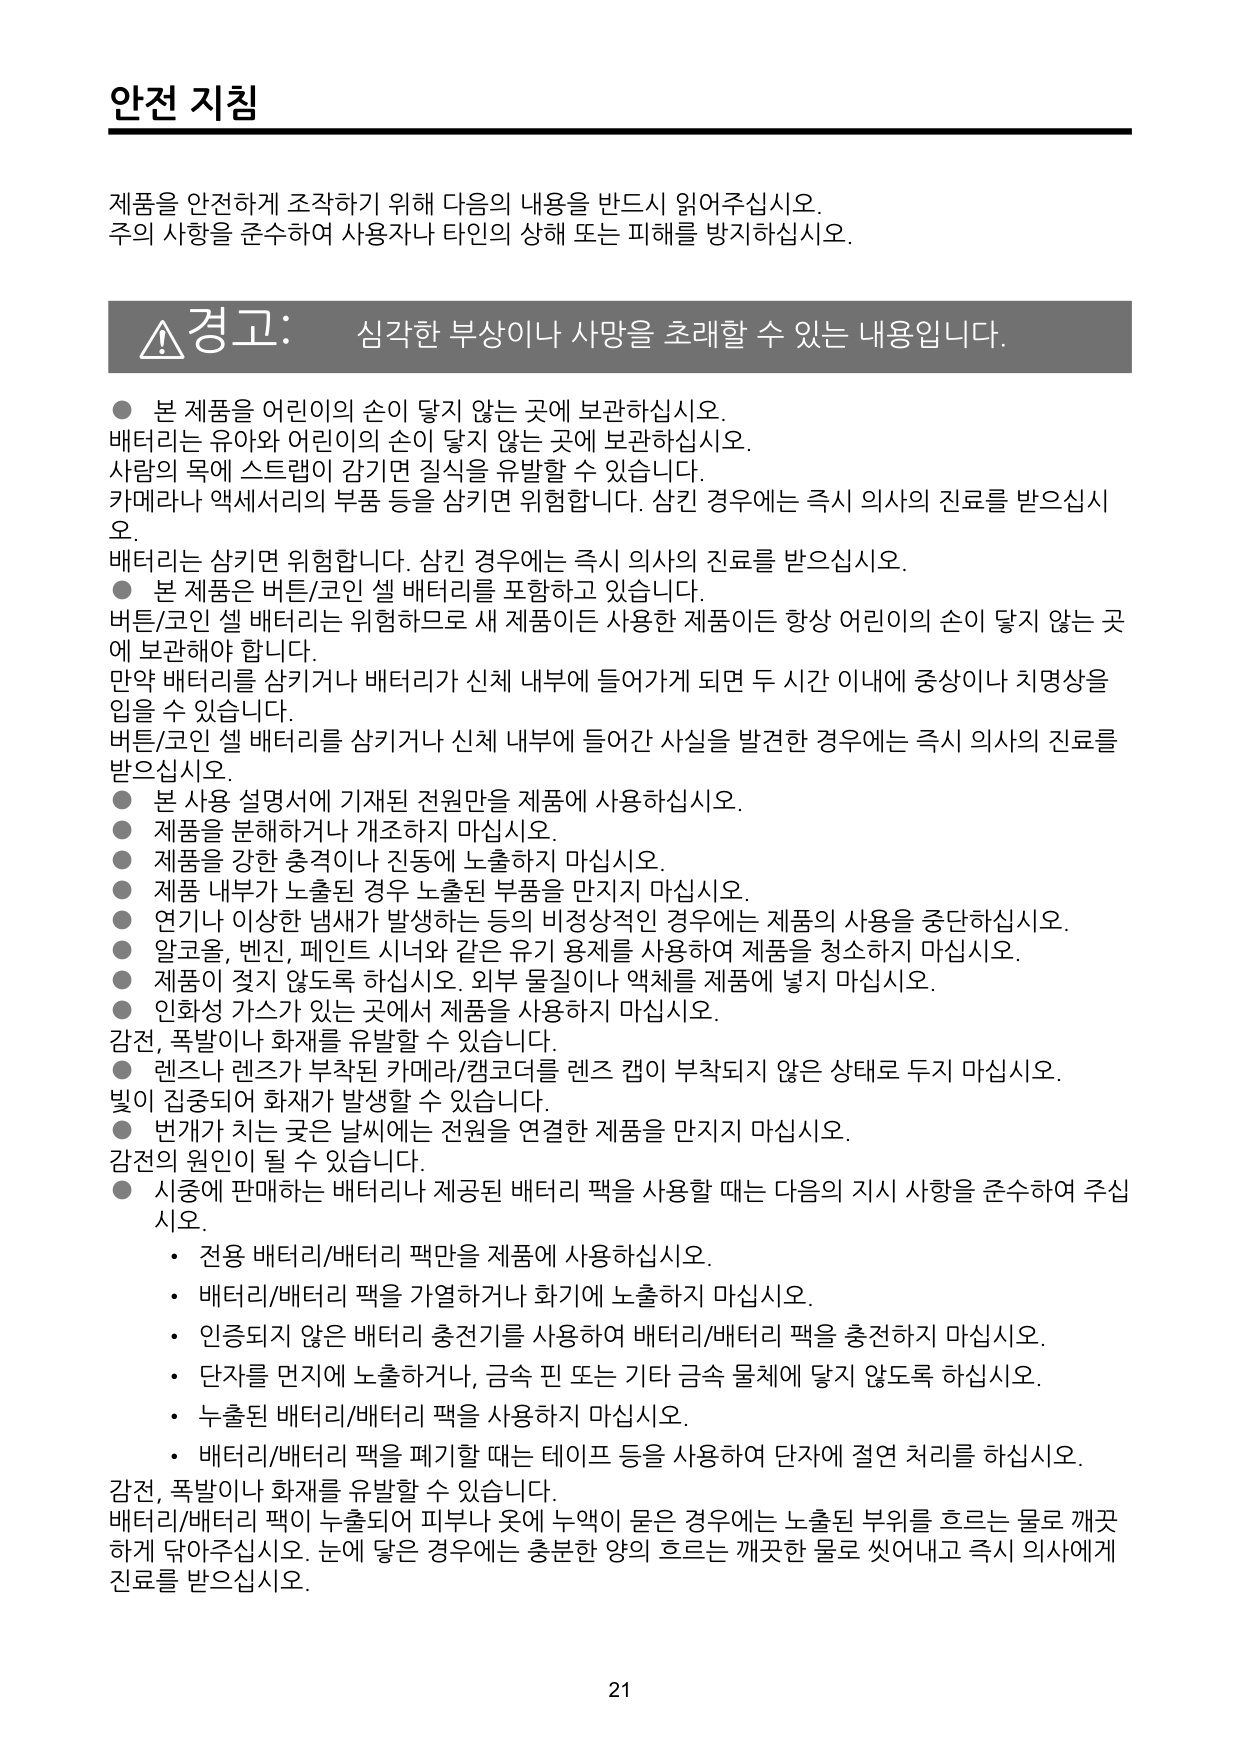 안전 지침
제품을 안전하게 조작하기 위해 다음의 내용을 반드시 읽어주십시오.
주의 사항을 준수하여 사용자나 타인의 상해 또는 피해를 방지하십시오.
⚠경고: 심각한 부상이나 사망을 초래할 수 있는 내용입니다.
● 본 제품을 어린이의 손이 닿지 않는 곳에 보관하십시오.
배터리는 유아와 어린이의 손이 닿지 않는 곳에 보관하십시오.
사람의 목에 스트랩이 감기면 질식을 유발할 수 있습니다.
카메라나 액세서리의 부품 등을 삼키면 위험합니다. 삼킨 경우에는 즉시 의사의 진료를 받으십시
오.
배터리는 삼키면 위험합니다. 삼킨 경우에는 즉시 의사의 진료를 받으십시오.
● 본 제품은 버튼/코인 셀 배터리를 포함하고 있습니다.
버튼/코인 셀 배터리는 위험하므로 새 제품이든 사용한 제품이든 항상 어린이의 손이 닿지 않는 곳
에 보관해야 합니다.
만약 배터리를 삼키거나 배터리가 신체 내부에 들어가게 되면 두 시간 이내에 중상이나 치명상을
입을 수 있습니다.
버튼/코인 셀 배터리를 삼키거나 신체 내부에 들어간 사실을 발견한 경우에는 즉시 의사의 진료를
받으십시오.
● 본 사용 설명서에 기재된 전원만을 제품에 사용하십시오.
● 제품을 분해하거나 개조하지 마십시오.
● 제품을 강한 충격이나 진동에 노출하지 마십시오.
● 제품 내부가 노출된 경우 노출된 부품을 만지지 마십시오.
● 연기나 이상한 냄새가 발생하는 등의 비정상적인 경우에는 제품의 사용을 중단하십시오.
● 알코올, 벤진, 페인트 시너와 같은 유기 용제를 사용하여 제품을 청소하지 마십시오.
● 제품이 젖지 않도록 하십시오. 외부 물질이나 액체를 제품에 넣지 마십시오.
● 인화성 가스가 있는 곳에서 제품을 사용하지 마십시오.
감전, 폭발이나 화재를 유발할 수 있습니다.
● 렌즈나 렌즈가 부착된 카메라/캠코더를 렌즈 캡이 부착되지 않은 상태로 두지 마십시오.
빛이 집중되어 화재가 발생할 수 있습니다.
● 번개가 치는 궂은 날씨에는 전원을 연결한 제품을 만지지 마십시오.
감전의 원인이 될 수 있습니다.
● 시중에 판매하는 배터리나 제공된 배터리 팩을 사용할 때는 다음의 지시 사항을 준수하여 주십
시오.
• 전용 배터리/배터리 팩만을 제품에 사용하십시오.
• 배터리/배터리 팩을 가열하거나 화기에 노출하지 마십시오.
• 인증되지 않은 배터리 충전기를 사용하여 배터리/배터리 팩을 충전하지 마십시오.
• 단자를 먼지에 노출하거나, 금속 핀 또는 기타 금속 물체에 닿지 않도록 하십시오.
• 누출된 배터리/배터리 팩을 사용하지 마십시오.
• 배터리/배터리 팩을 폐기할 때는 테이프 등을 사용하여 단자에 절연 처리를 하십시오.
감전, 폭발이나 화재를 유발할 수 있습니다.
배터리/배터리 팩이 누출되어 피부나 옷에 누액이 묻은 경우에는 노출된 부위를 흐르는 물로 깨끗
하게 닦아주십시오. 눈에 닿은 경우에는 충분한 양의 흐르는 깨끗한 물로 씻어내고 즉시 의사에게
진료를 받으십시오.
21